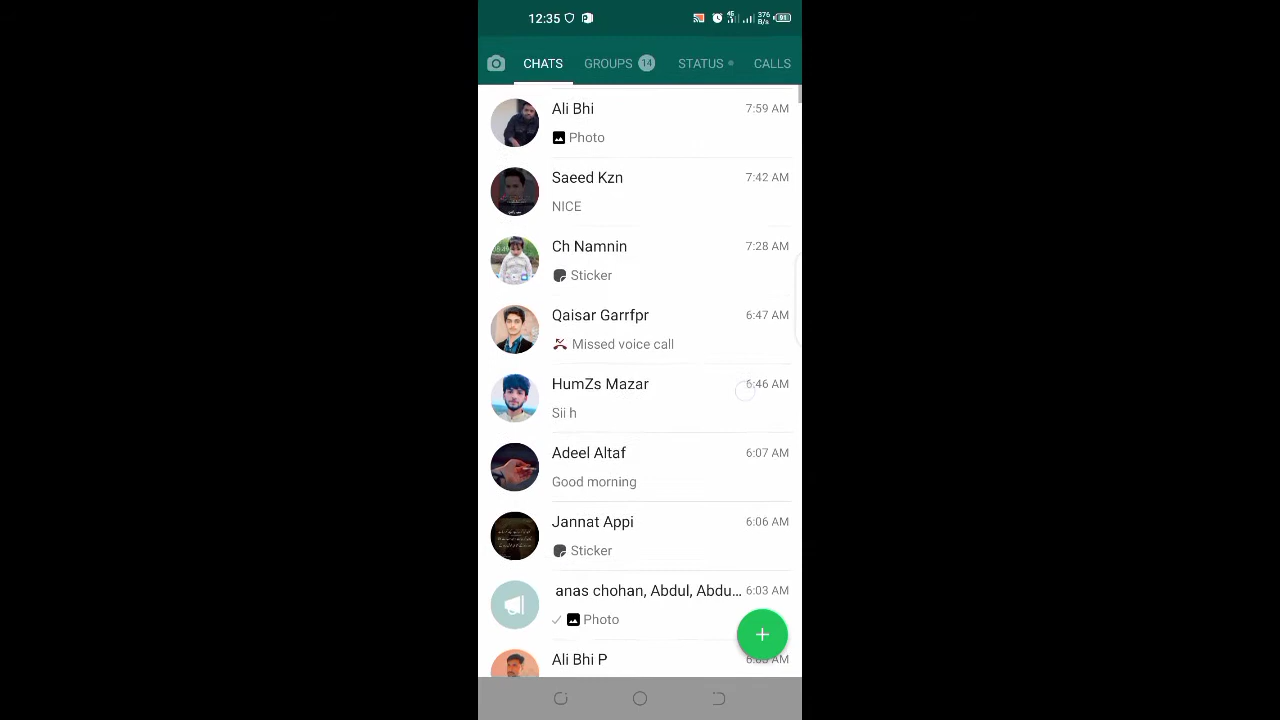 12:35
4G
376 B/s
91
CHATS
GROUPS 14
STATUS
CALLS
Ali Bhi 7:59 AM
Photo
Saeed Kzn 7:42 AM
NICE
Ch Namnin 7:28 AM
Sticker
Qaisar Garrfpr 6:47 AM
Missed voice call
HumZs Mazar 6:46 AM
Sii h
Adeel Altaf 6:07 AM
Good morning
Jannat Appi 6:06 AM
Sticker
anas chohan, Abdul, Abdu... 6:03 AM
Photo
Ali Bhi P